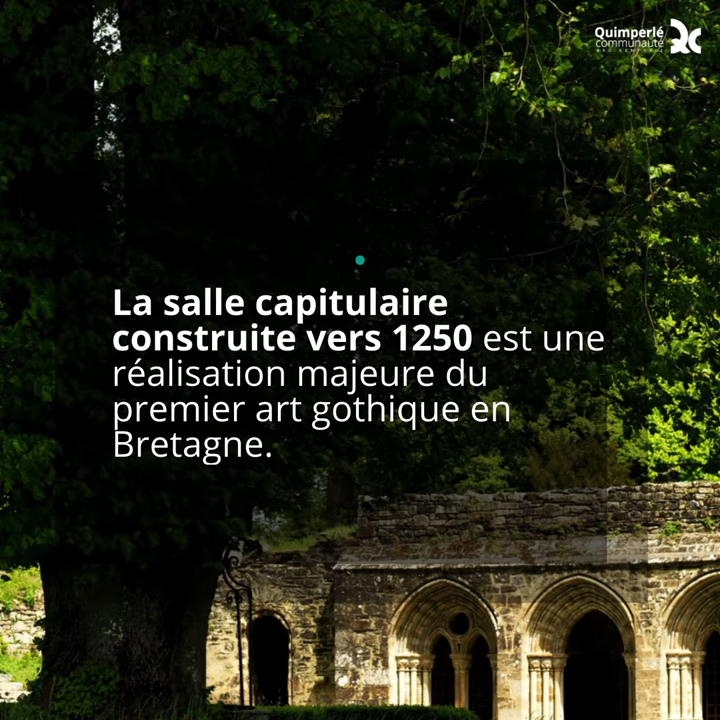 Quimperlé
communauté
La salle capitulaire
construite vers 1250 est une
réalisation majeure du
premier art gothique en
Bretagne.